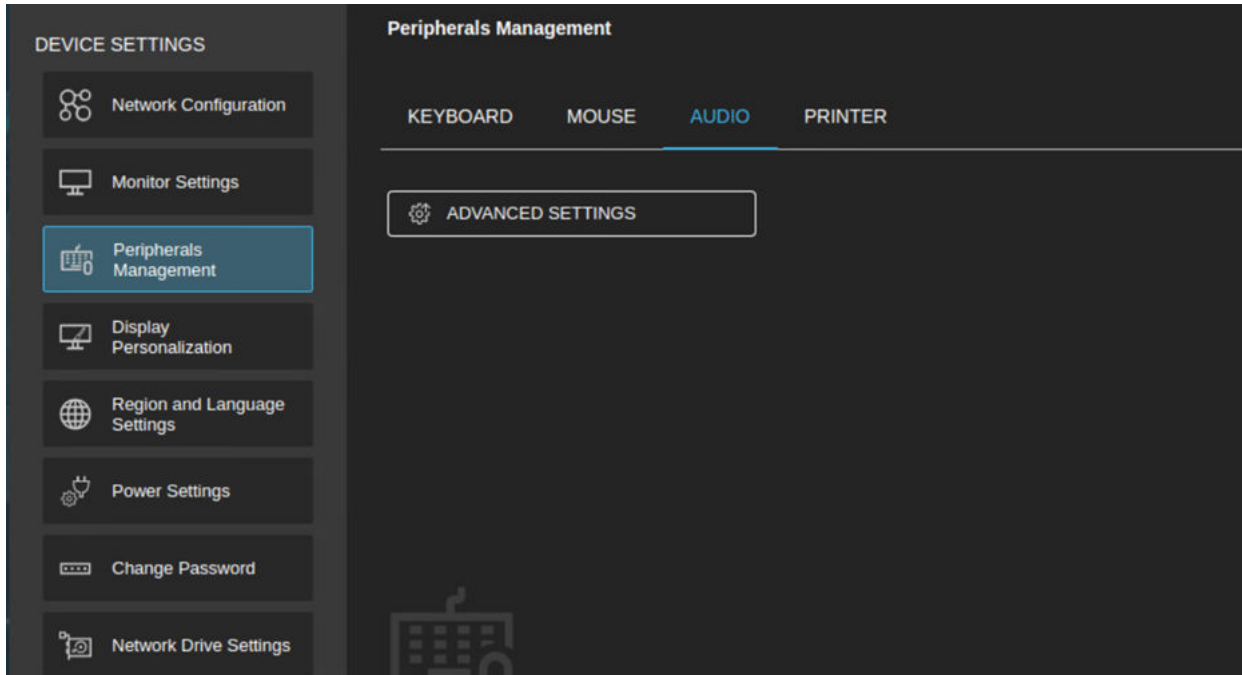 DEVICE SETTINGS
Network Configuration
Monitor Settings
Peripherals
Management
Display
Personalization
Region and Language
Settings
Power Settings
Change Password
Network Drive Settings
Peripherals Management
KEYBOARD MOUSE AUDIO PRINTER
ADVANCED SETTINGS